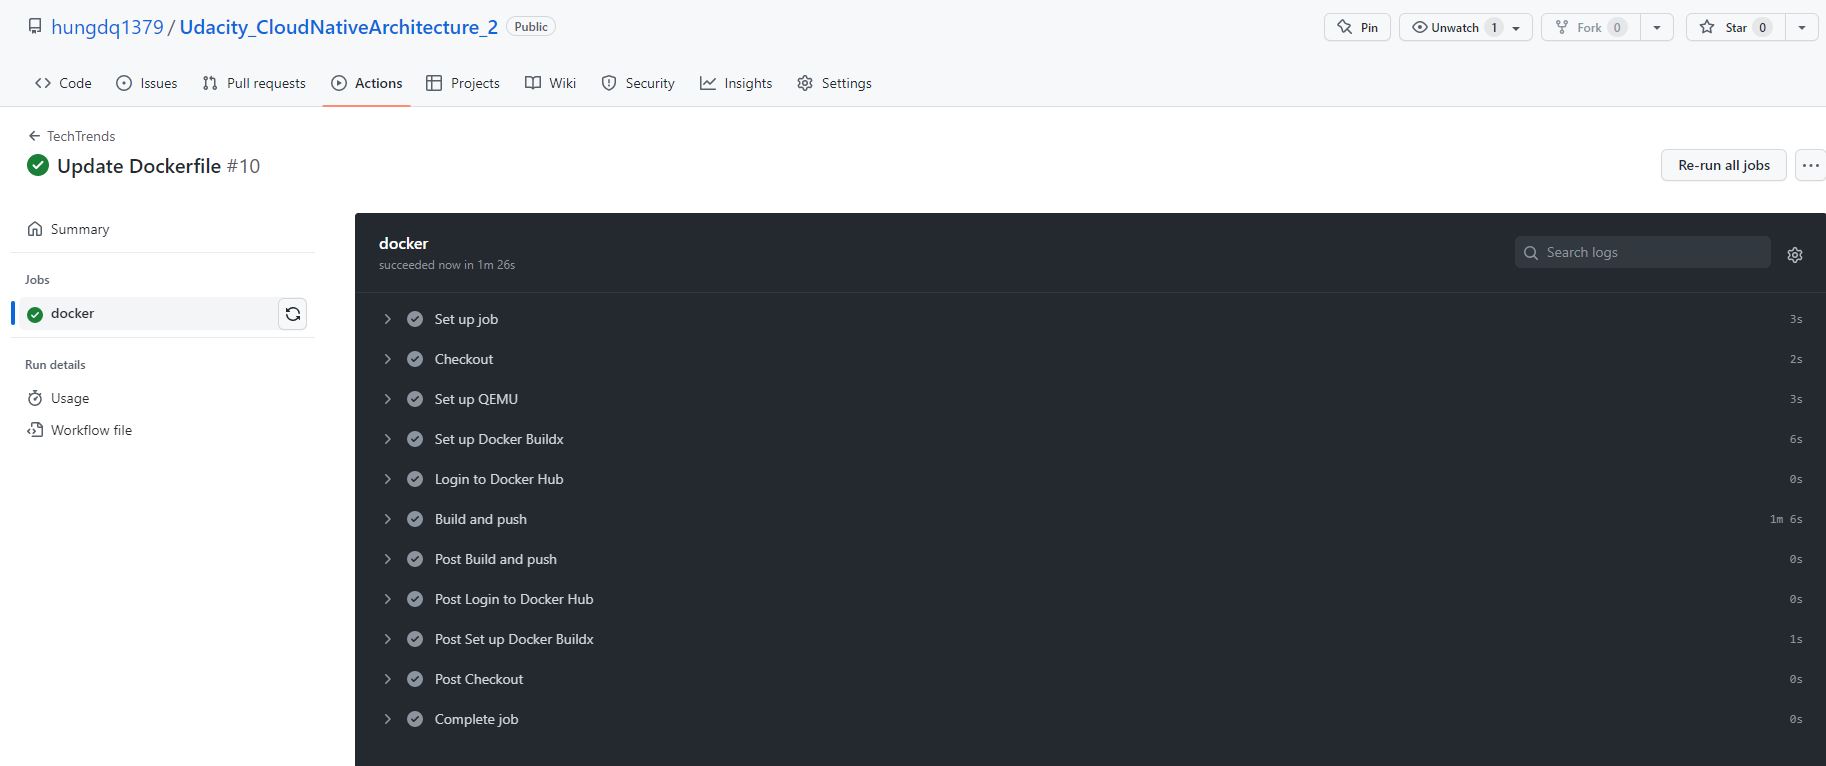 hungdq1379 / Udacity_CloudNativeArchitecture_2 Public Pin Unwatch 1 Fork 0 Star 0
Code Issues Pull requests Actions Projects Wiki Security Insights Settings
TechTrends
Update Dockerfile #10
Re-run all jobs
Summary
Jobs
docker
Run details
Usage
Workflow file
docker
succeeded now in 1m 26s
Search logs
Set up job 3s
Checkout 2s
Set up QEMU 3s
Set up Docker Buildx 6s
Login to Docker Hub 0s
Build and push 1m 6s
Post Build and push 0s
Post Login to Docker Hub 0s
Post Set up Docker Buildx 1s
Post Checkout 0s
Complete job 0s